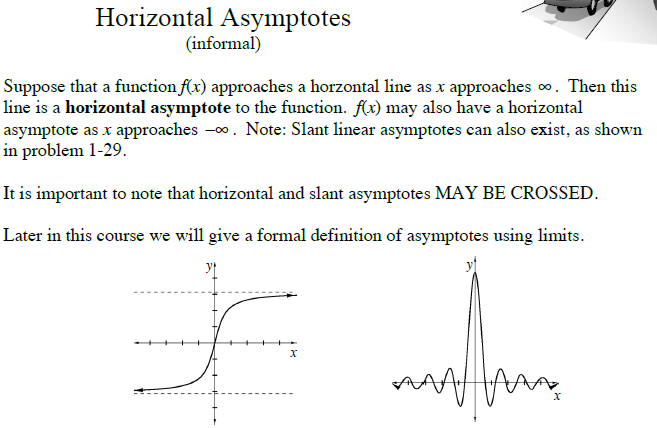 Horizontal Asymptotes
(informal)
Suppose that a function f(x) approaches a horzontal line as x approaches ∞. Then this
line is a horizontal asymptote to the function. f(x) may also have a horizontal
asymptote as x approaches −∞. Note: Slant linear asymptotes can also exist, as shown
in problem 1-29.
It is important to note that horizontal and slant asymptotes MAY BE CROSSED.
Later in this course we will give a formal definition of asymptotes using limits.
y
x
y
x